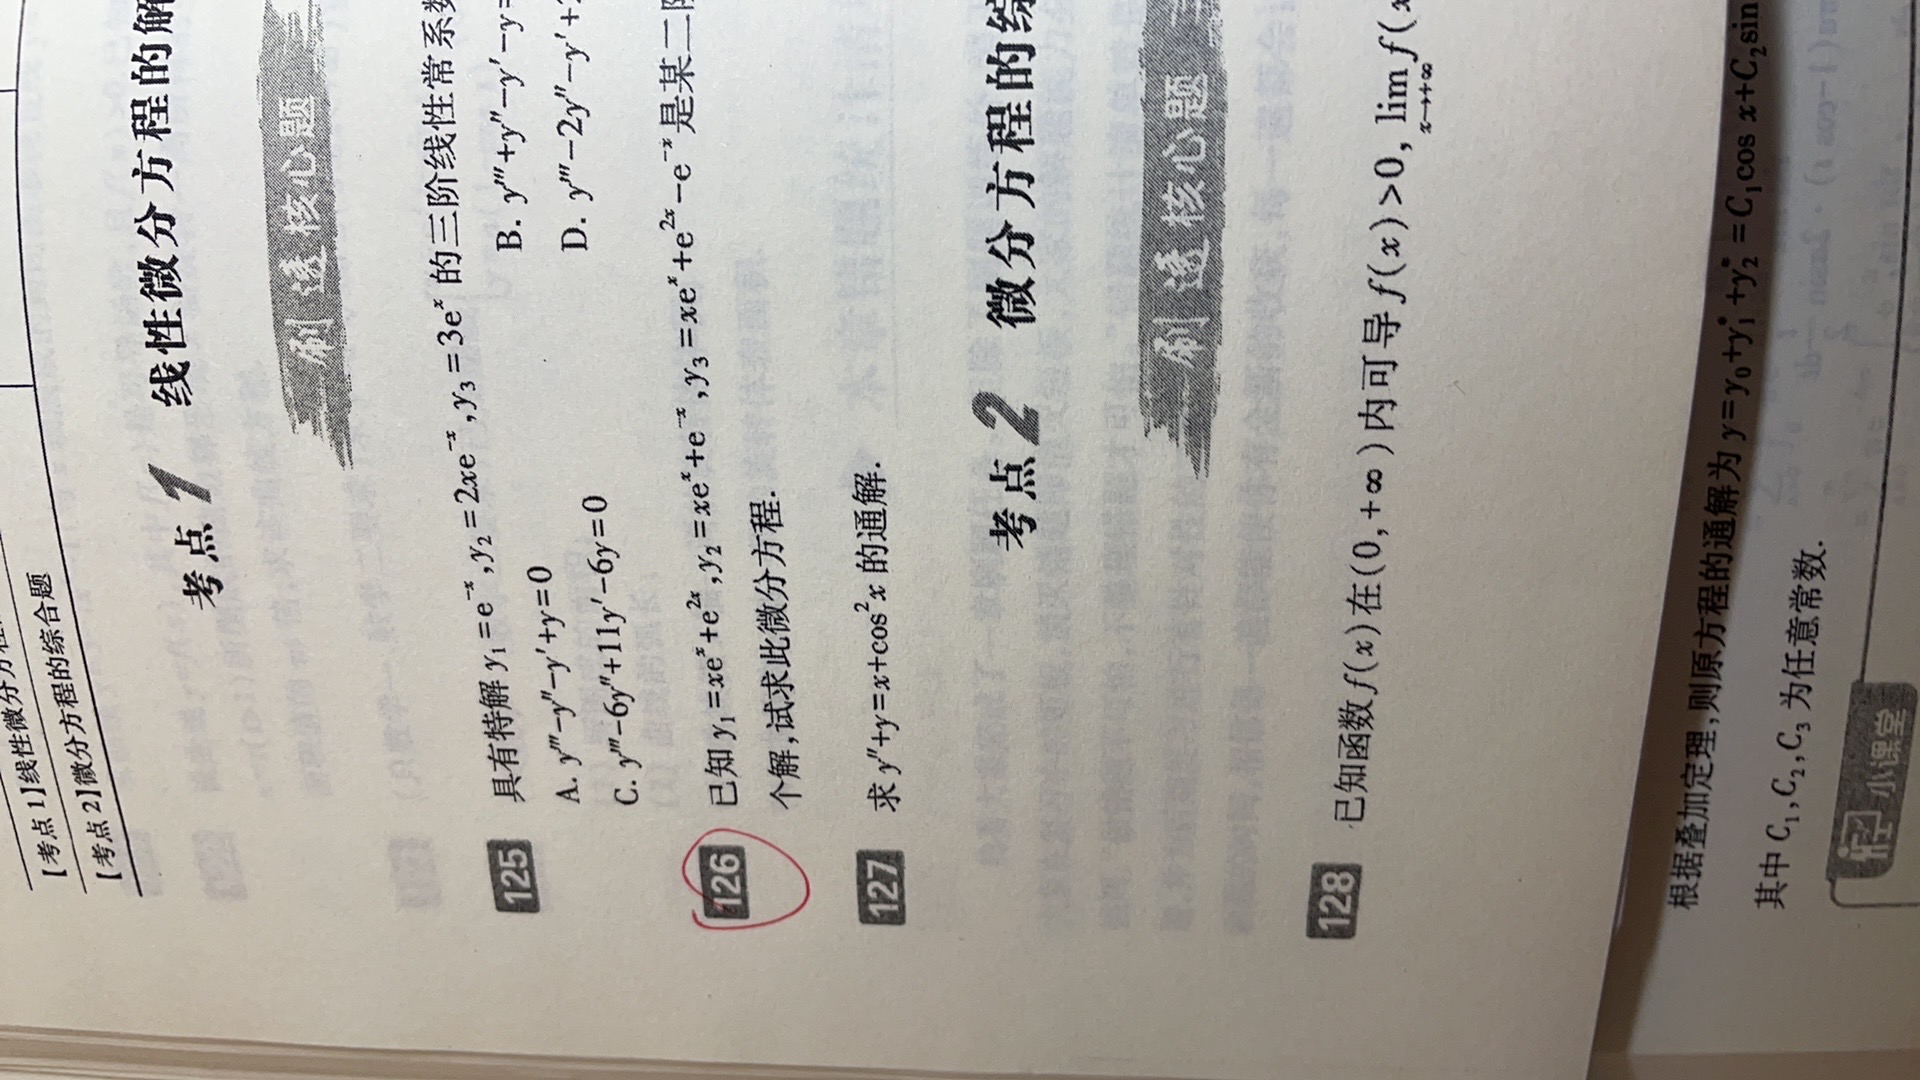 【考点1】线性微分方程
【考点2】微分方程的综合题
考点1 线性微分方程的解
刷透核心题
125 具有特解 y₁=e⁻ˣ,y₂=2xe⁻ˣ,y₃=3eˣ 的三阶线性常系数
A. y‴-y″-y′+y=0 B. y‴+y″-y′-y=
C. y‴-6y″+11y′-6y=0 D. y‴-2y″-y′+
126 已知 y₁=xeˣ+e²ˣ,y₂=xeˣ+e⁻ˣ,y₃=xeˣ+e²ˣ-e⁻ˣ 是某二阶
个解,试求此微分方程.
127 求 y″+y=x+cos²x 的通解.
考点2 微分方程的综
刷透核心题
128 已知函数 f(x)在(0,+∞)内可导 f(x)>0, lim f(x
x→+∞
根据叠加定理,则原方程的通解为 y=y₀+y₁*+y₂*=C₁cos x+C₂sin
其中 C₁,C₂,C₃ 为任意常数.
小课堂